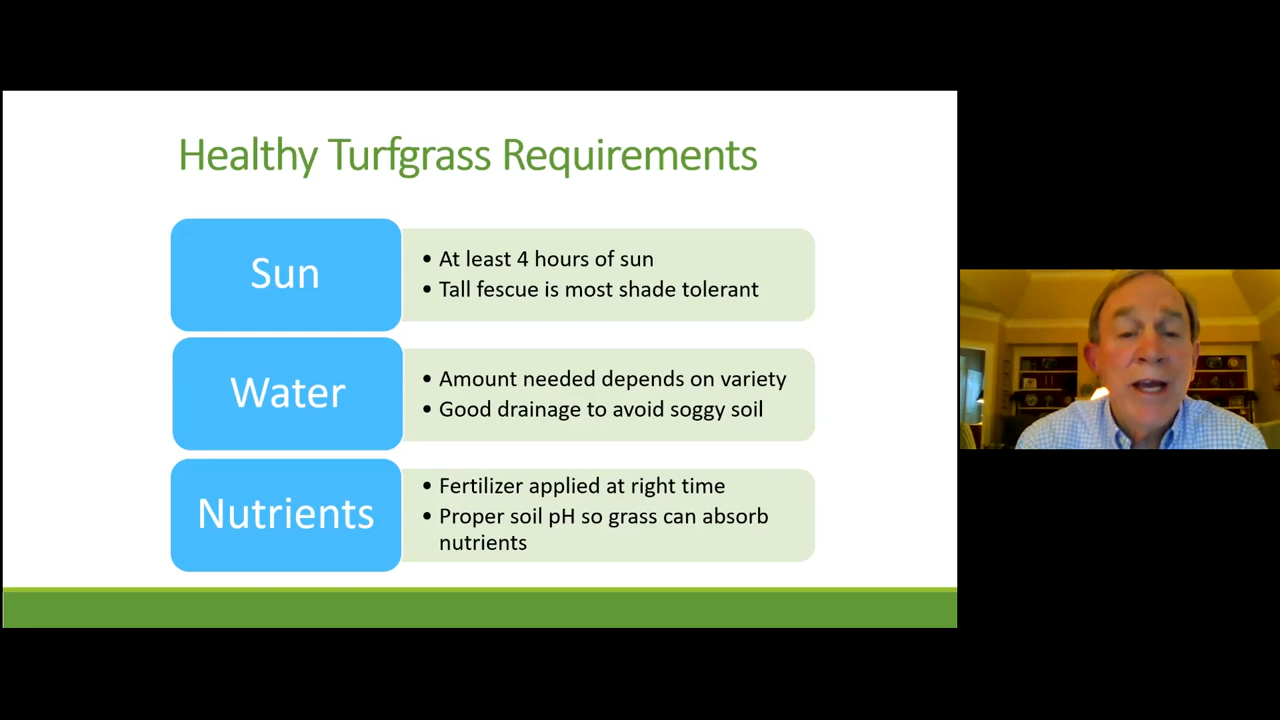 Healthy Turfgrass Requirements
Sun
• At least 4 hours of sun
• Tall fescue is most shade tolerant
Water
• Amount needed depends on variety
• Good drainage to avoid soggy soil
Nutrients
• Fertilizer applied at right time
• Proper soil pH so grass can absorb
nutrients